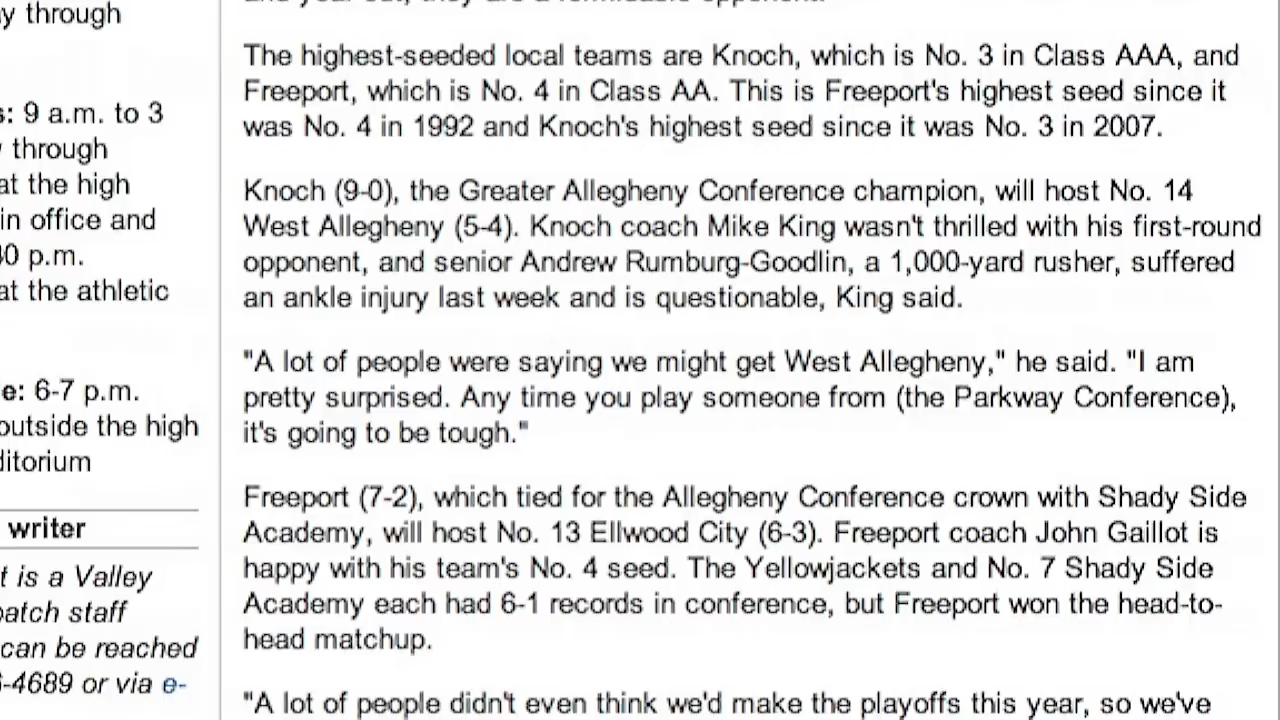 y through
s: 9 a.m. to 3
through
at the high
in office and
0 p.m.
at the athletic
e: 6-7 p.m.
outside the high
ditorium
writer
t is a Valley
patch staff
can be reached
-4689 or via e-
The highest-seeded local teams are Knoch, which is No. 3 in Class AAA, and
Freeport, which is No. 4 in Class AA. This is Freeport's highest seed since it
was No. 4 in 1992 and Knoch's highest seed since it was No. 3 in 2007.
Knoch (9-0), the Greater Allegheny Conference champion, will host No. 14
West Allegheny (5-4). Knoch coach Mike King wasn't thrilled with his first-round
opponent, and senior Andrew Rumburg-Goodlin, a 1,000-yard rusher, suffered
an ankle injury last week and is questionable, King said.
"A lot of people were saying we might get West Allegheny," he said. "I am
pretty surprised. Any time you play someone from (the Parkway Conference),
it's going to be tough."
Freeport (7-2), which tied for the Allegheny Conference crown with Shady Side
Academy, will host No. 13 Ellwood City (6-3). Freeport coach John Gaillot is
happy with his team's No. 4 seed. The Yellowjackets and No. 7 Shady Side
Academy each had 6-1 records in conference, but Freeport won the head-to-
head matchup.
"A lot of people didn't even think we'd make the playoffs this year, so we've